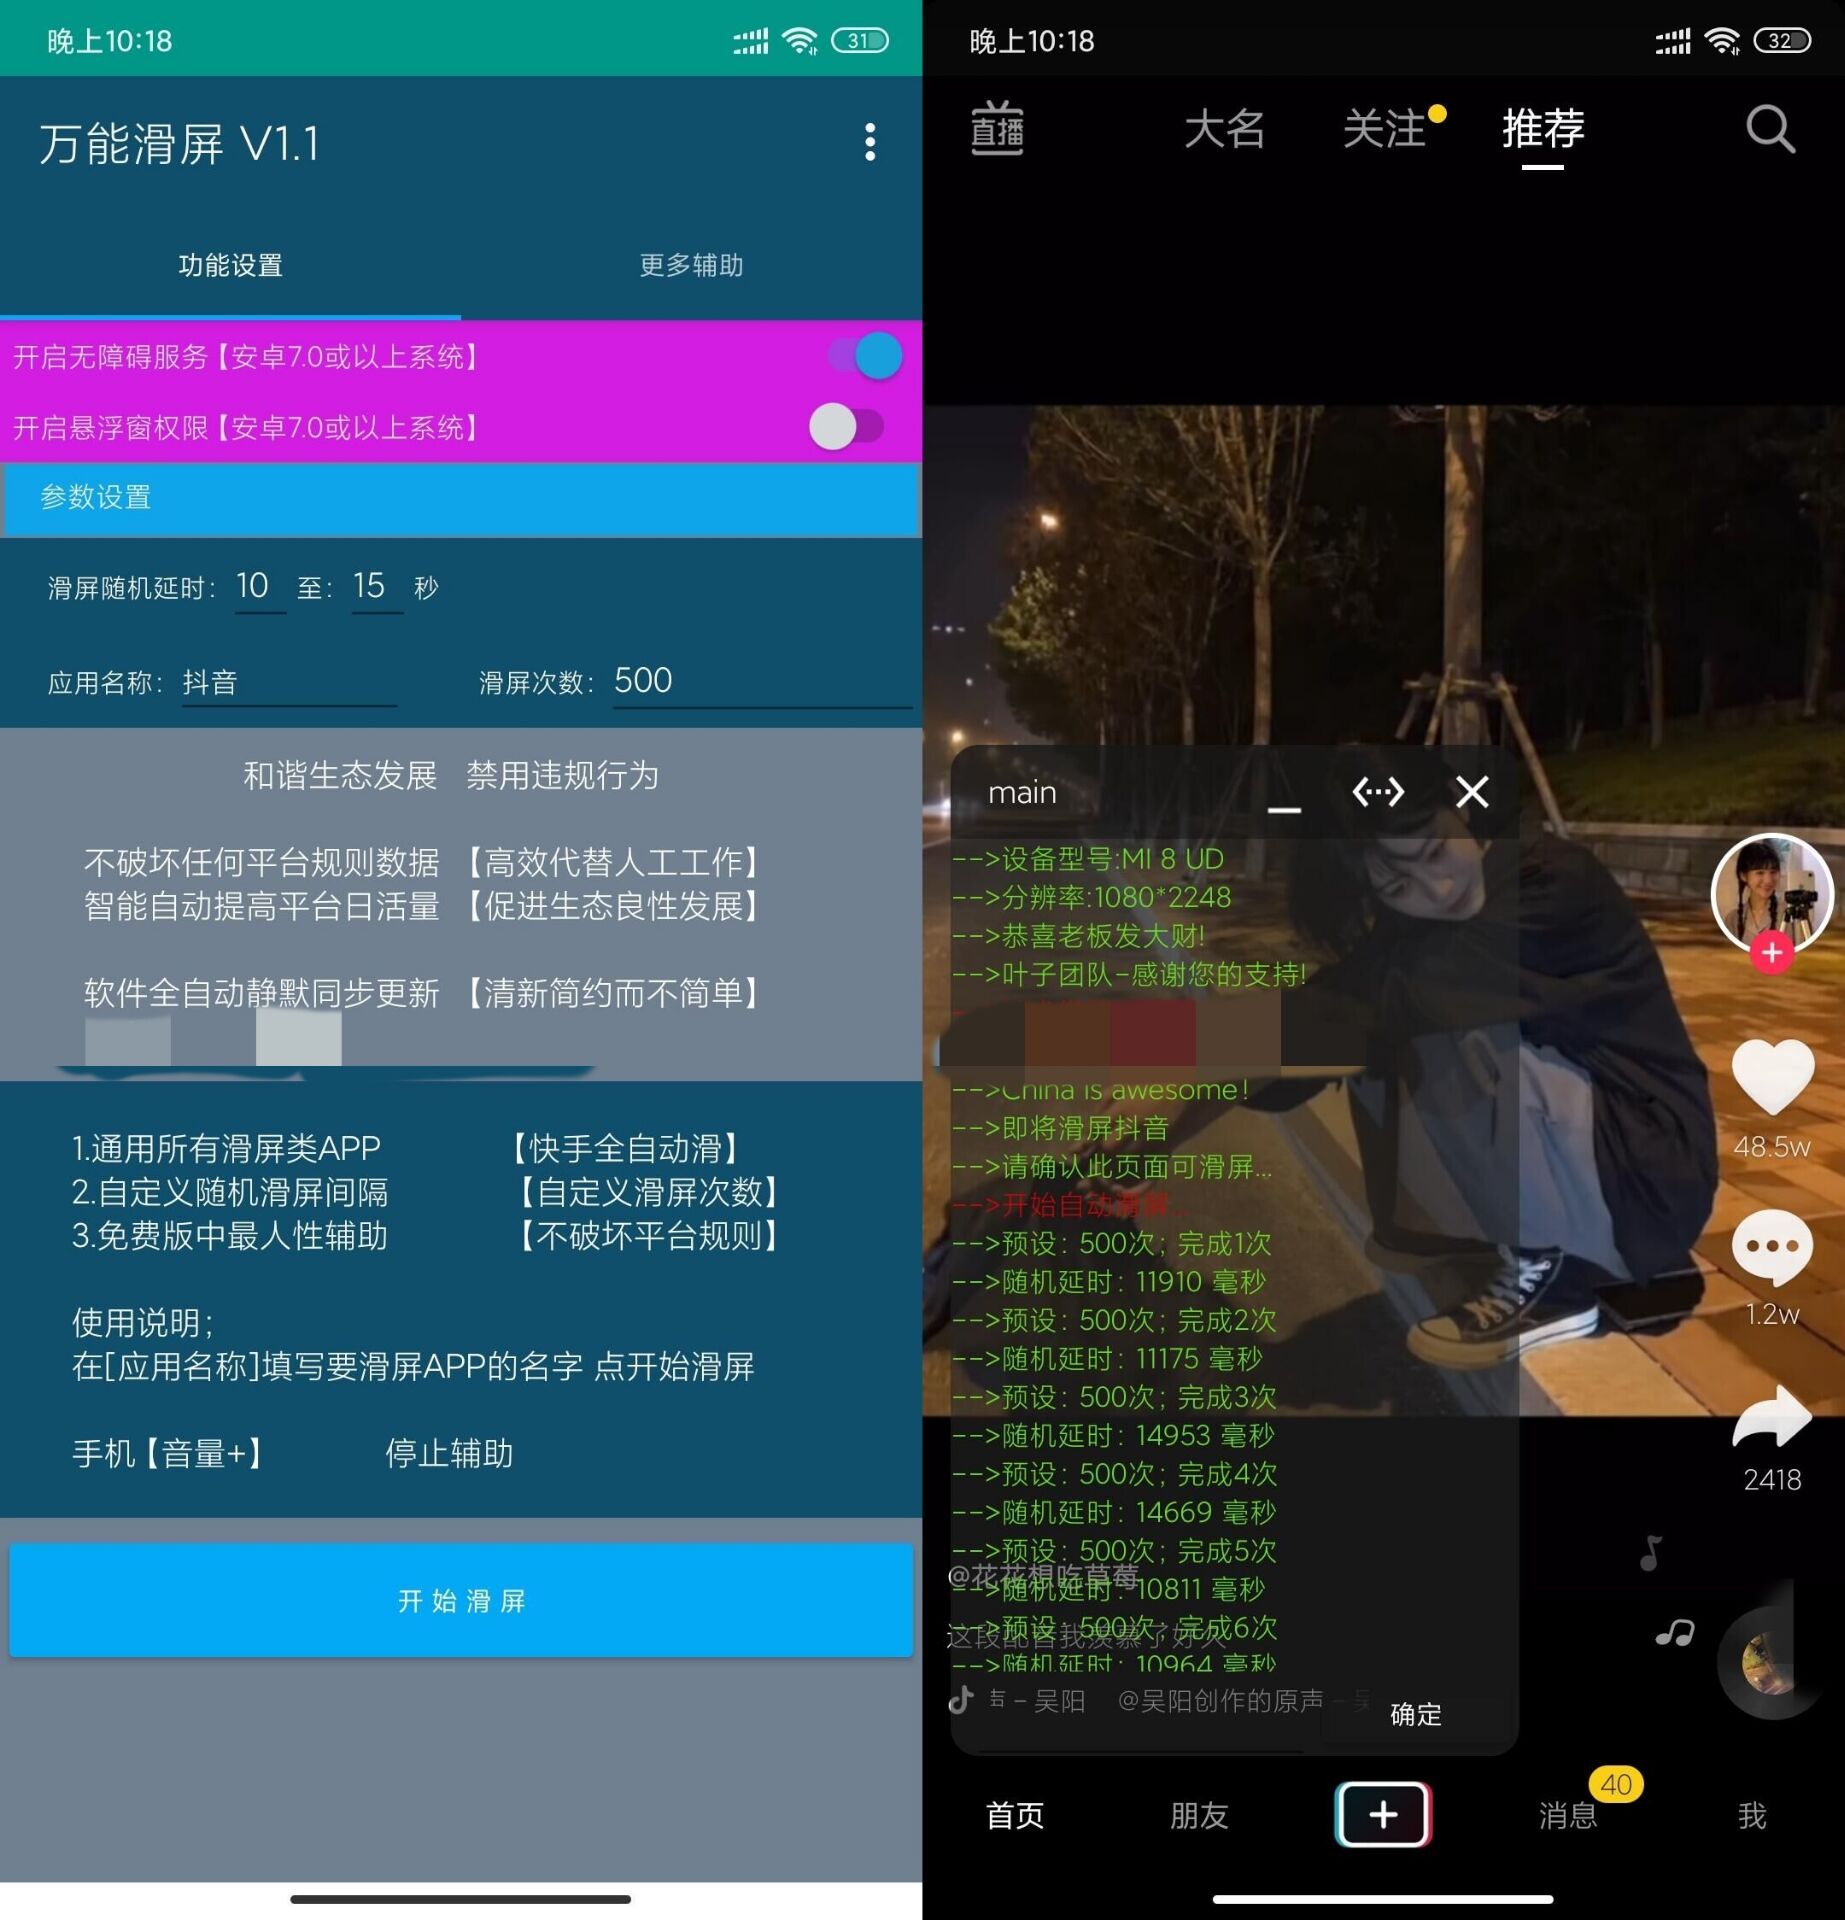 晚上10:18
31
万能滑屏 V1.1
功能设置
更多辅助
开启无障碍服务【安卓7.0或以上系统】
开启悬浮窗权限【安卓7.0或以上系统】
参数设置
滑屏随机延时： 10 至： 15 秒
应用名称： 抖音 滑屏次数： 500
和谐生态发展 禁用违规行为
不破坏任何平台规则数据 【高效代替人工工作】
智能自动提高平台日活量 【促进生态良性发展】
软件全自动静默同步更新 【清新简约而不简单】
1.通用所有滑屏类APP 【快手全自动滑】
2.自定义随机滑屏间隔 【自定义滑屏次数】
3.免费版中最人性辅助 【不破坏平台规则】
使用说明；
在[应用名称]填写要滑屏APP的名字 点开始滑屏
手机【音量+】 停止辅助
开始滑屏
晚上10:18
32
直播
大名
关注
推荐
main
-->设备型号:MI 8 UD
-->分辨率:1080*2248
-->恭喜老板发大财!
-->叶子团队-感谢您的支持!
-->China is awesome!
-->即将滑屏抖音
-->请确认此页面可滑屏...
-->开始自动滑屏...
-->预设：500次；完成1次
-->随机延时：11910 毫秒
-->预设：500次；完成2次
-->随机延时：11175 毫秒
-->预设：500次；完成3次
-->随机延时：14953 毫秒
-->预设：500次；完成4次
-->随机延时：14669 毫秒
-->预设：500次；完成5次
@花花想吃草莓
-->随机延时：10811 毫秒
-->预设：500次；完成6次
这段配音我羡慕了好久
-->随机延时：10964 毫秒
- 吴阳 @吴阳创作的原声 -
确定
48.5w
1.2w
2418
首页
朋友
消息
40
我